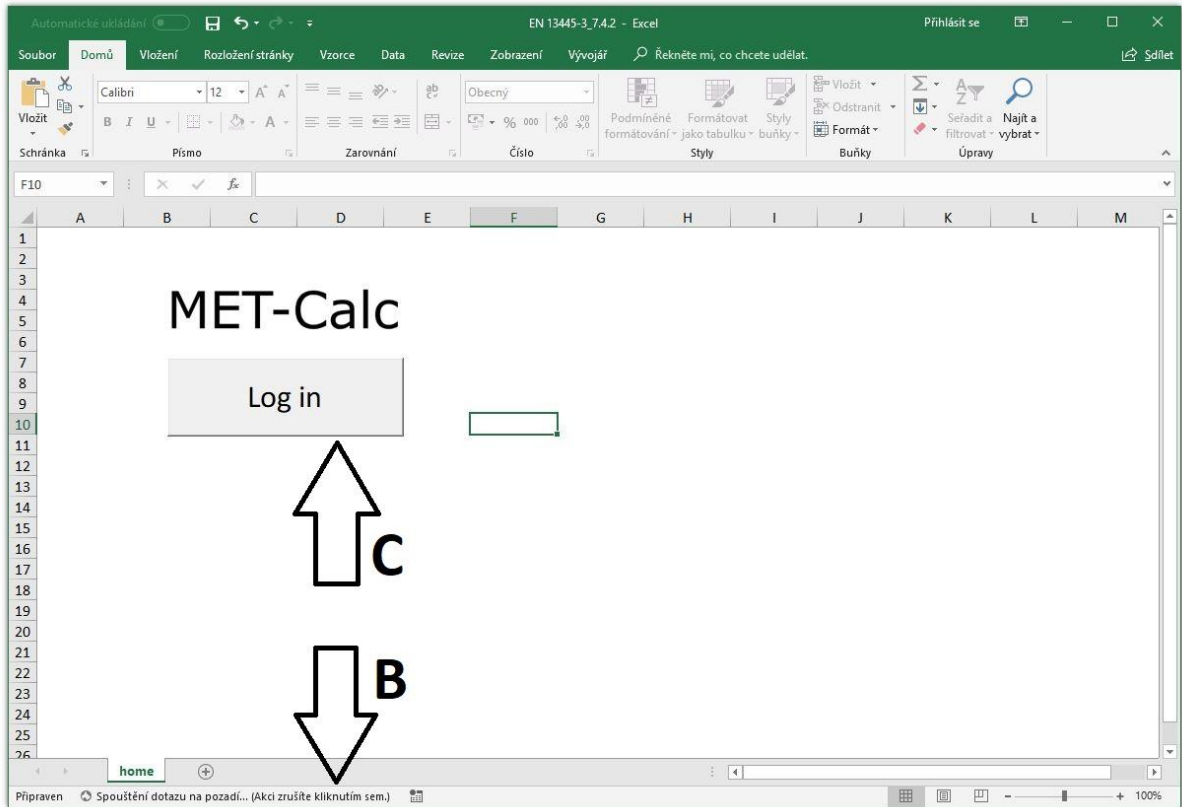 Automatické ukládání
EN 13445-3_7.4.2 - Excel
Přihlásit se
Soubor Domů Vložení Rozložení stránky Vzorce Data Revize Zobrazení Vývojář Řekněte mi, co chcete udělat. Sdílet
Vložit
Schránka
Calibri 12 A A
B I U A
Písmo
ab
Zarovnání
Obecný
% 000 ,00 ,00
Číslo
Podmíněné formátování
Formátovat jako tabulku
Styly buňky
Styly
Vložit
Odstranit
Formát
Buňky
Seřadit a filtrovat
Najít a vybrat
Úpravy
F10 fx
A B C D E F G H I J K L M
1
2
3
4
5
6
7
8
9
10
11
12
13
14
15
16
17
18
19
20
21
22
23
24
25
26
MET-Calc
Log in
C
B
home
Připraven Spouštění dotazu na pozadí... (Akci zrušíte kliknutím sem.) 100%